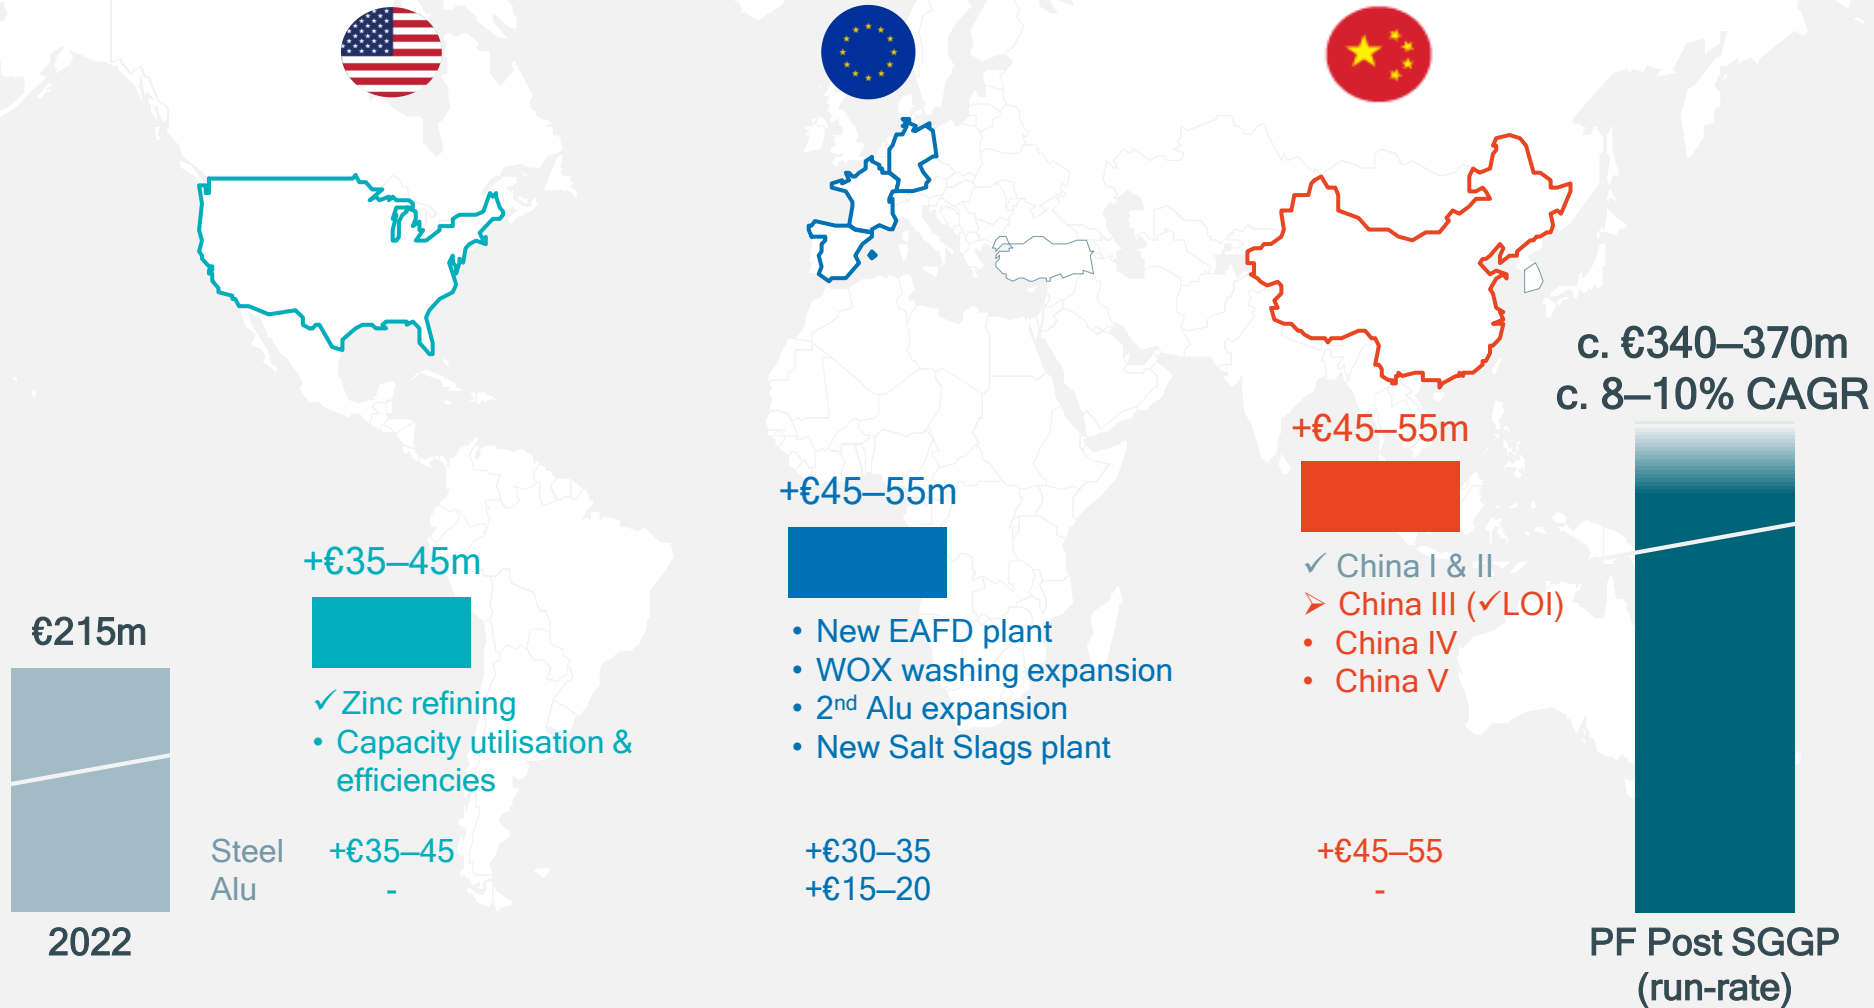 €215m
2022
+€35–45m
✓ Zinc refining
• Capacity utilisation &
efficiencies
+€45–55m
• New EAFD plant
• WOX washing expansion
• 2nd Alu expansion
• New Salt Slags plant
+€45–55m
✓ China I & II
➢ China III (✓LOI)
• China IV
• China V
Steel +€35–45 +€30–35 +€45–55
Alu - +€15–20 -
c. €340–370m
c. 8–10% CAGR
PF Post SGGP
(run-rate)